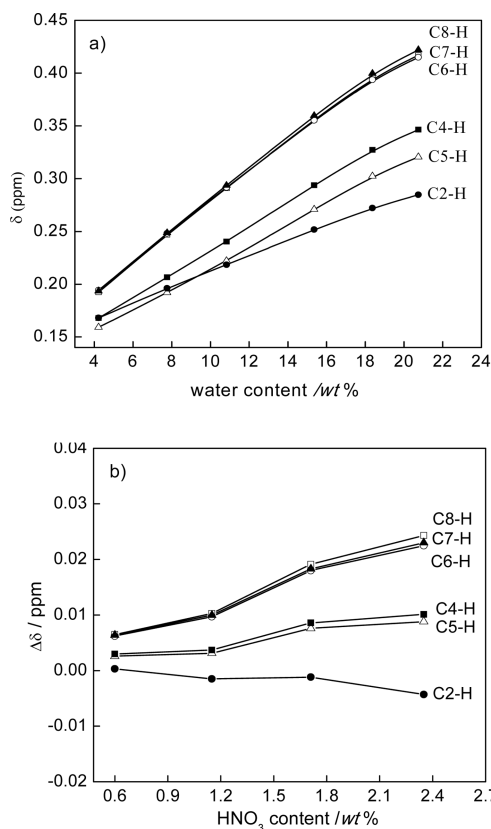 a)
C8-H
C7-H
C6-H
C4-H
C5-H
C2-H
0.45
0.40
0.35
0.30
0.25
0.20
0.15
δ (ppm)
4 6 8 10 12 14 16 18 20 22 24
water content /wt %
b)
C8-H
C7-H
C6-H
C4-H
C5-H
C2-H
0.04
0.03
0.02
0.01
0.00
-0.01
-0.02
Δδ / ppm
0.6 0.9 1.2 1.5 1.8 2.1 2.4 2.7
HNO₃ content /wt %